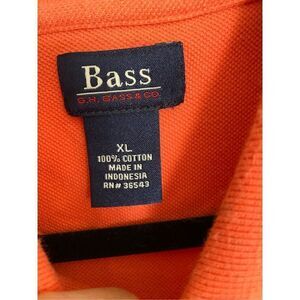 Bass
G.H. BASS & CO.
XL
100% COTTON
MADE IN
INDONESIA
RN# 36543